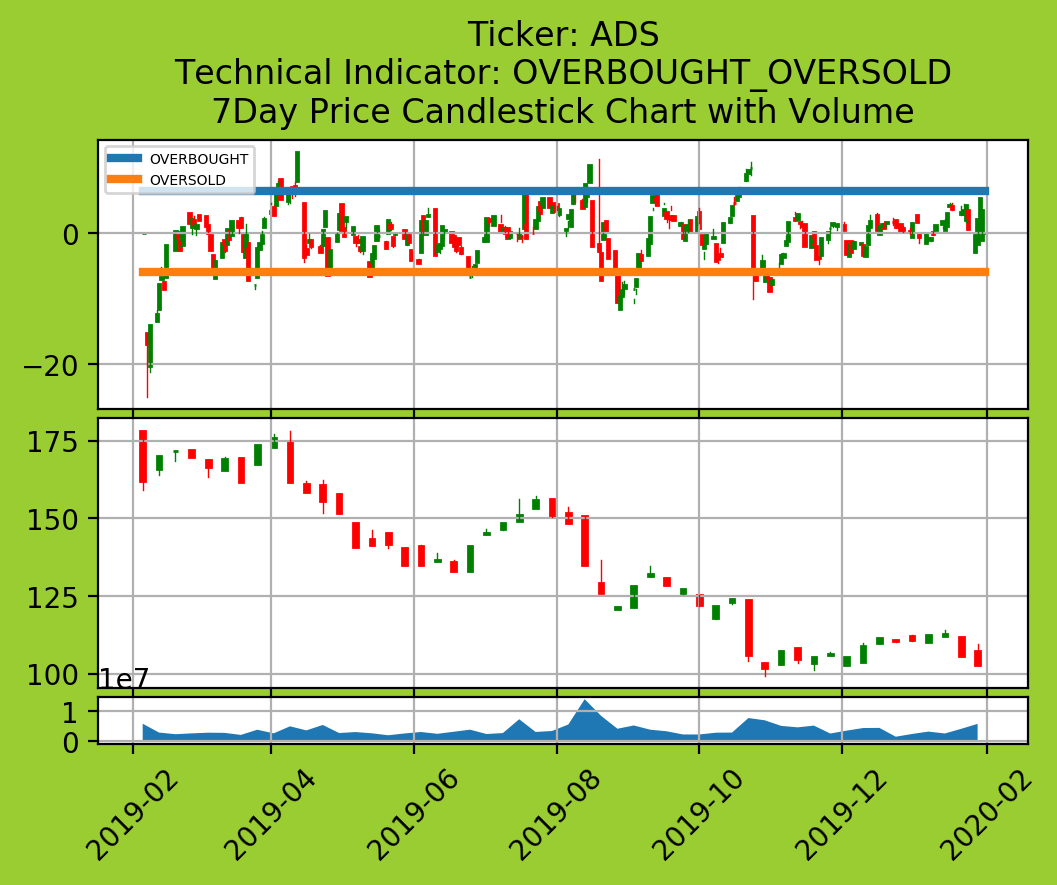 Ticker: ADS
Technical Indicator: OVERBOUGHT_OVERSOLD
7Day Price Candlestick Chart with Volume
OVERBOUGHT
OVERSOLD
0
−20
175
150
125
100
1e7
1
0
2019-02
2019-04
2019-06
2019-08
2019-10
2019-12
2020-02